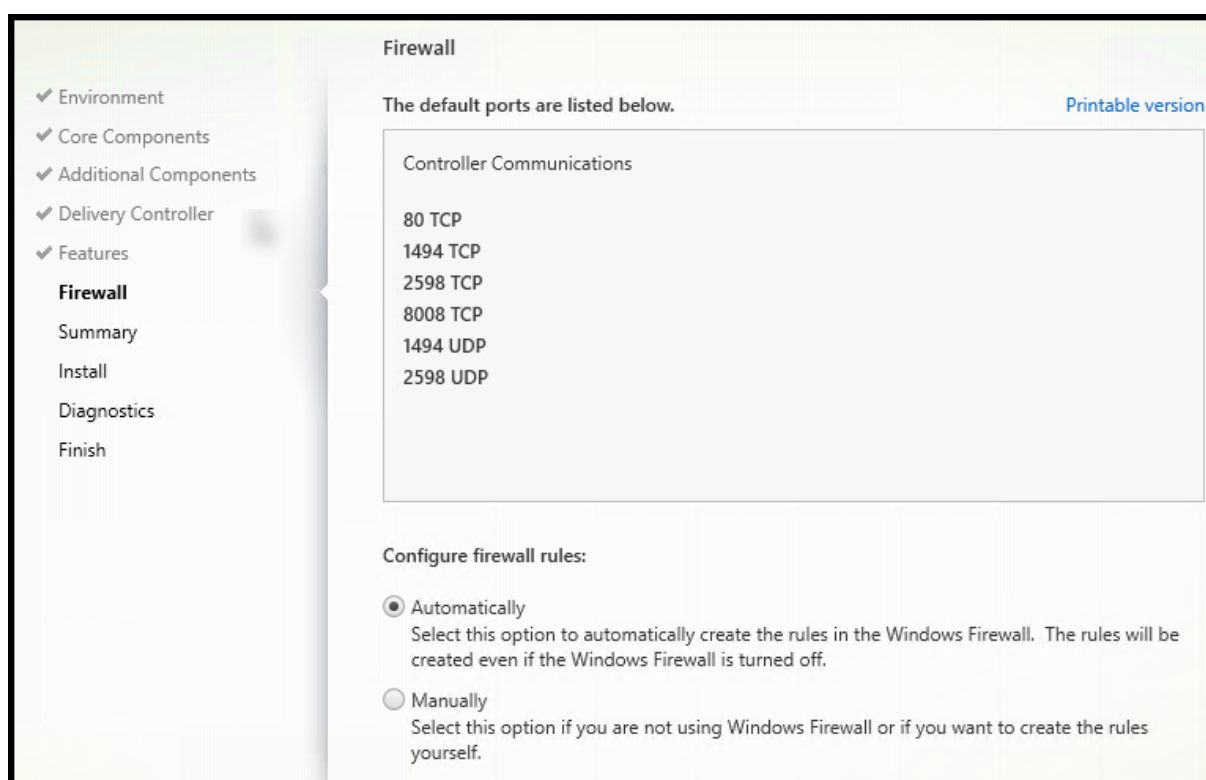 Firewall
✔ Environment
✔ Core Components
✔ Additional Components
✔ Delivery Controller
✔ Features
Firewall
Summary
Install
Diagnostics
Finish
The default ports are listed below.
Printable version
Controller Communications
80 TCP
1494 TCP
2598 TCP
8008 TCP
1494 UDP
2598 UDP
Configure firewall rules:
Automatically
Select this option to automatically create the rules in the Windows Firewall. The rules will be
created even if the Windows Firewall is turned off.
Manually
Select this option if you are not using Windows Firewall or if you want to create the rules
yourself.